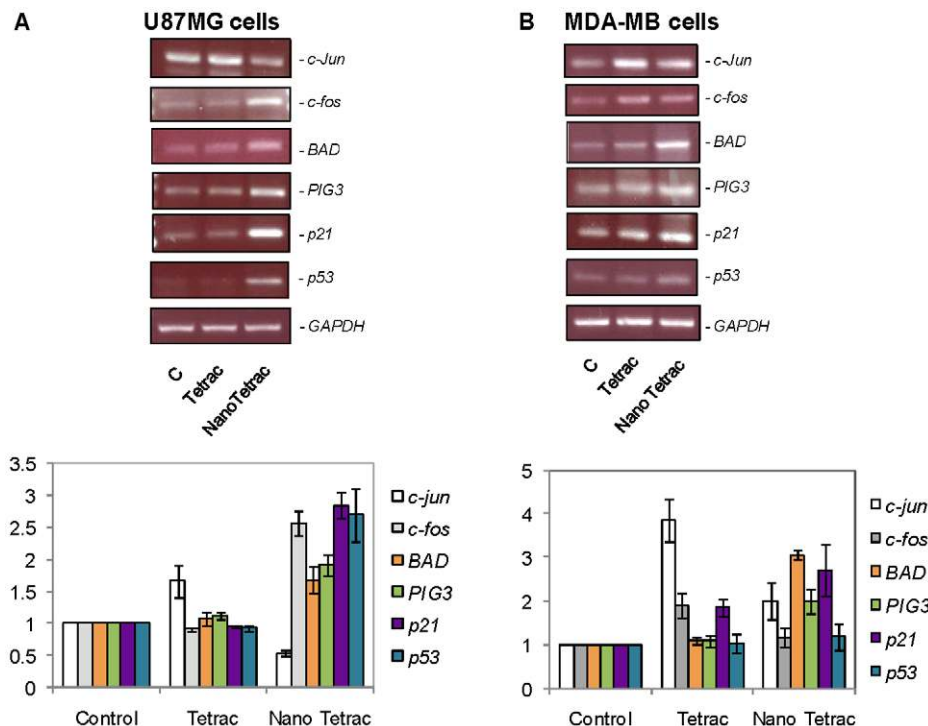 A
U87MG cells
- c-Jun
- c-fos
- BAD
- PIG3
- p21
- p53
- GAPDH
C
Tetrac
NanoTetrac
3.5
3
2.5
2
1.5
1
0.5
0
Control
Tetrac
Nano Tetrac
c-jun
c-fos
BAD
PIG3
p21
p53
B
MDA-MB cells
- c-Jun
- c-fos
- BAD
- PIG3
- p21
- p53
- GAPDH
C
Tetrac
Nano Tetrac
5
4
3
2
1
0
Control
Tetrac
Nano Tetrac
c-jun
c-fos
BAD
PIG3
p21
p53